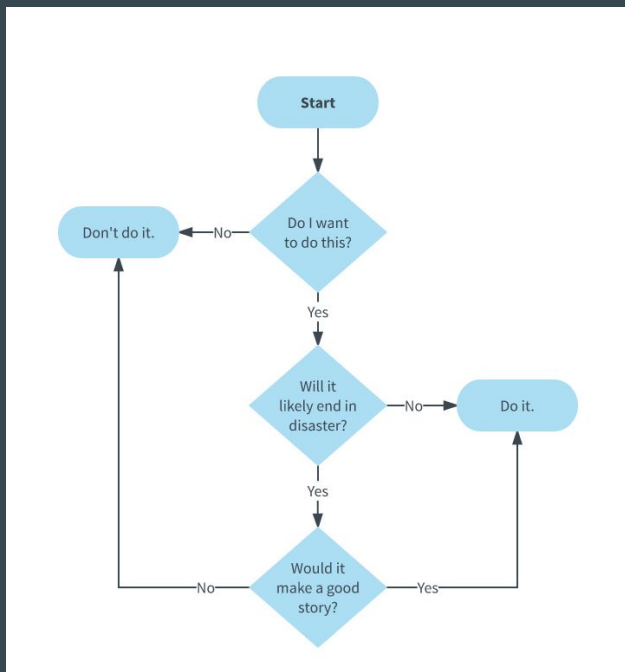 Start
Do I want
to do this?
No
Don't do it.
Yes
Will it
likely end in
disaster?
No
Do it.
Yes
Would it
make a good
story?
No
Yes